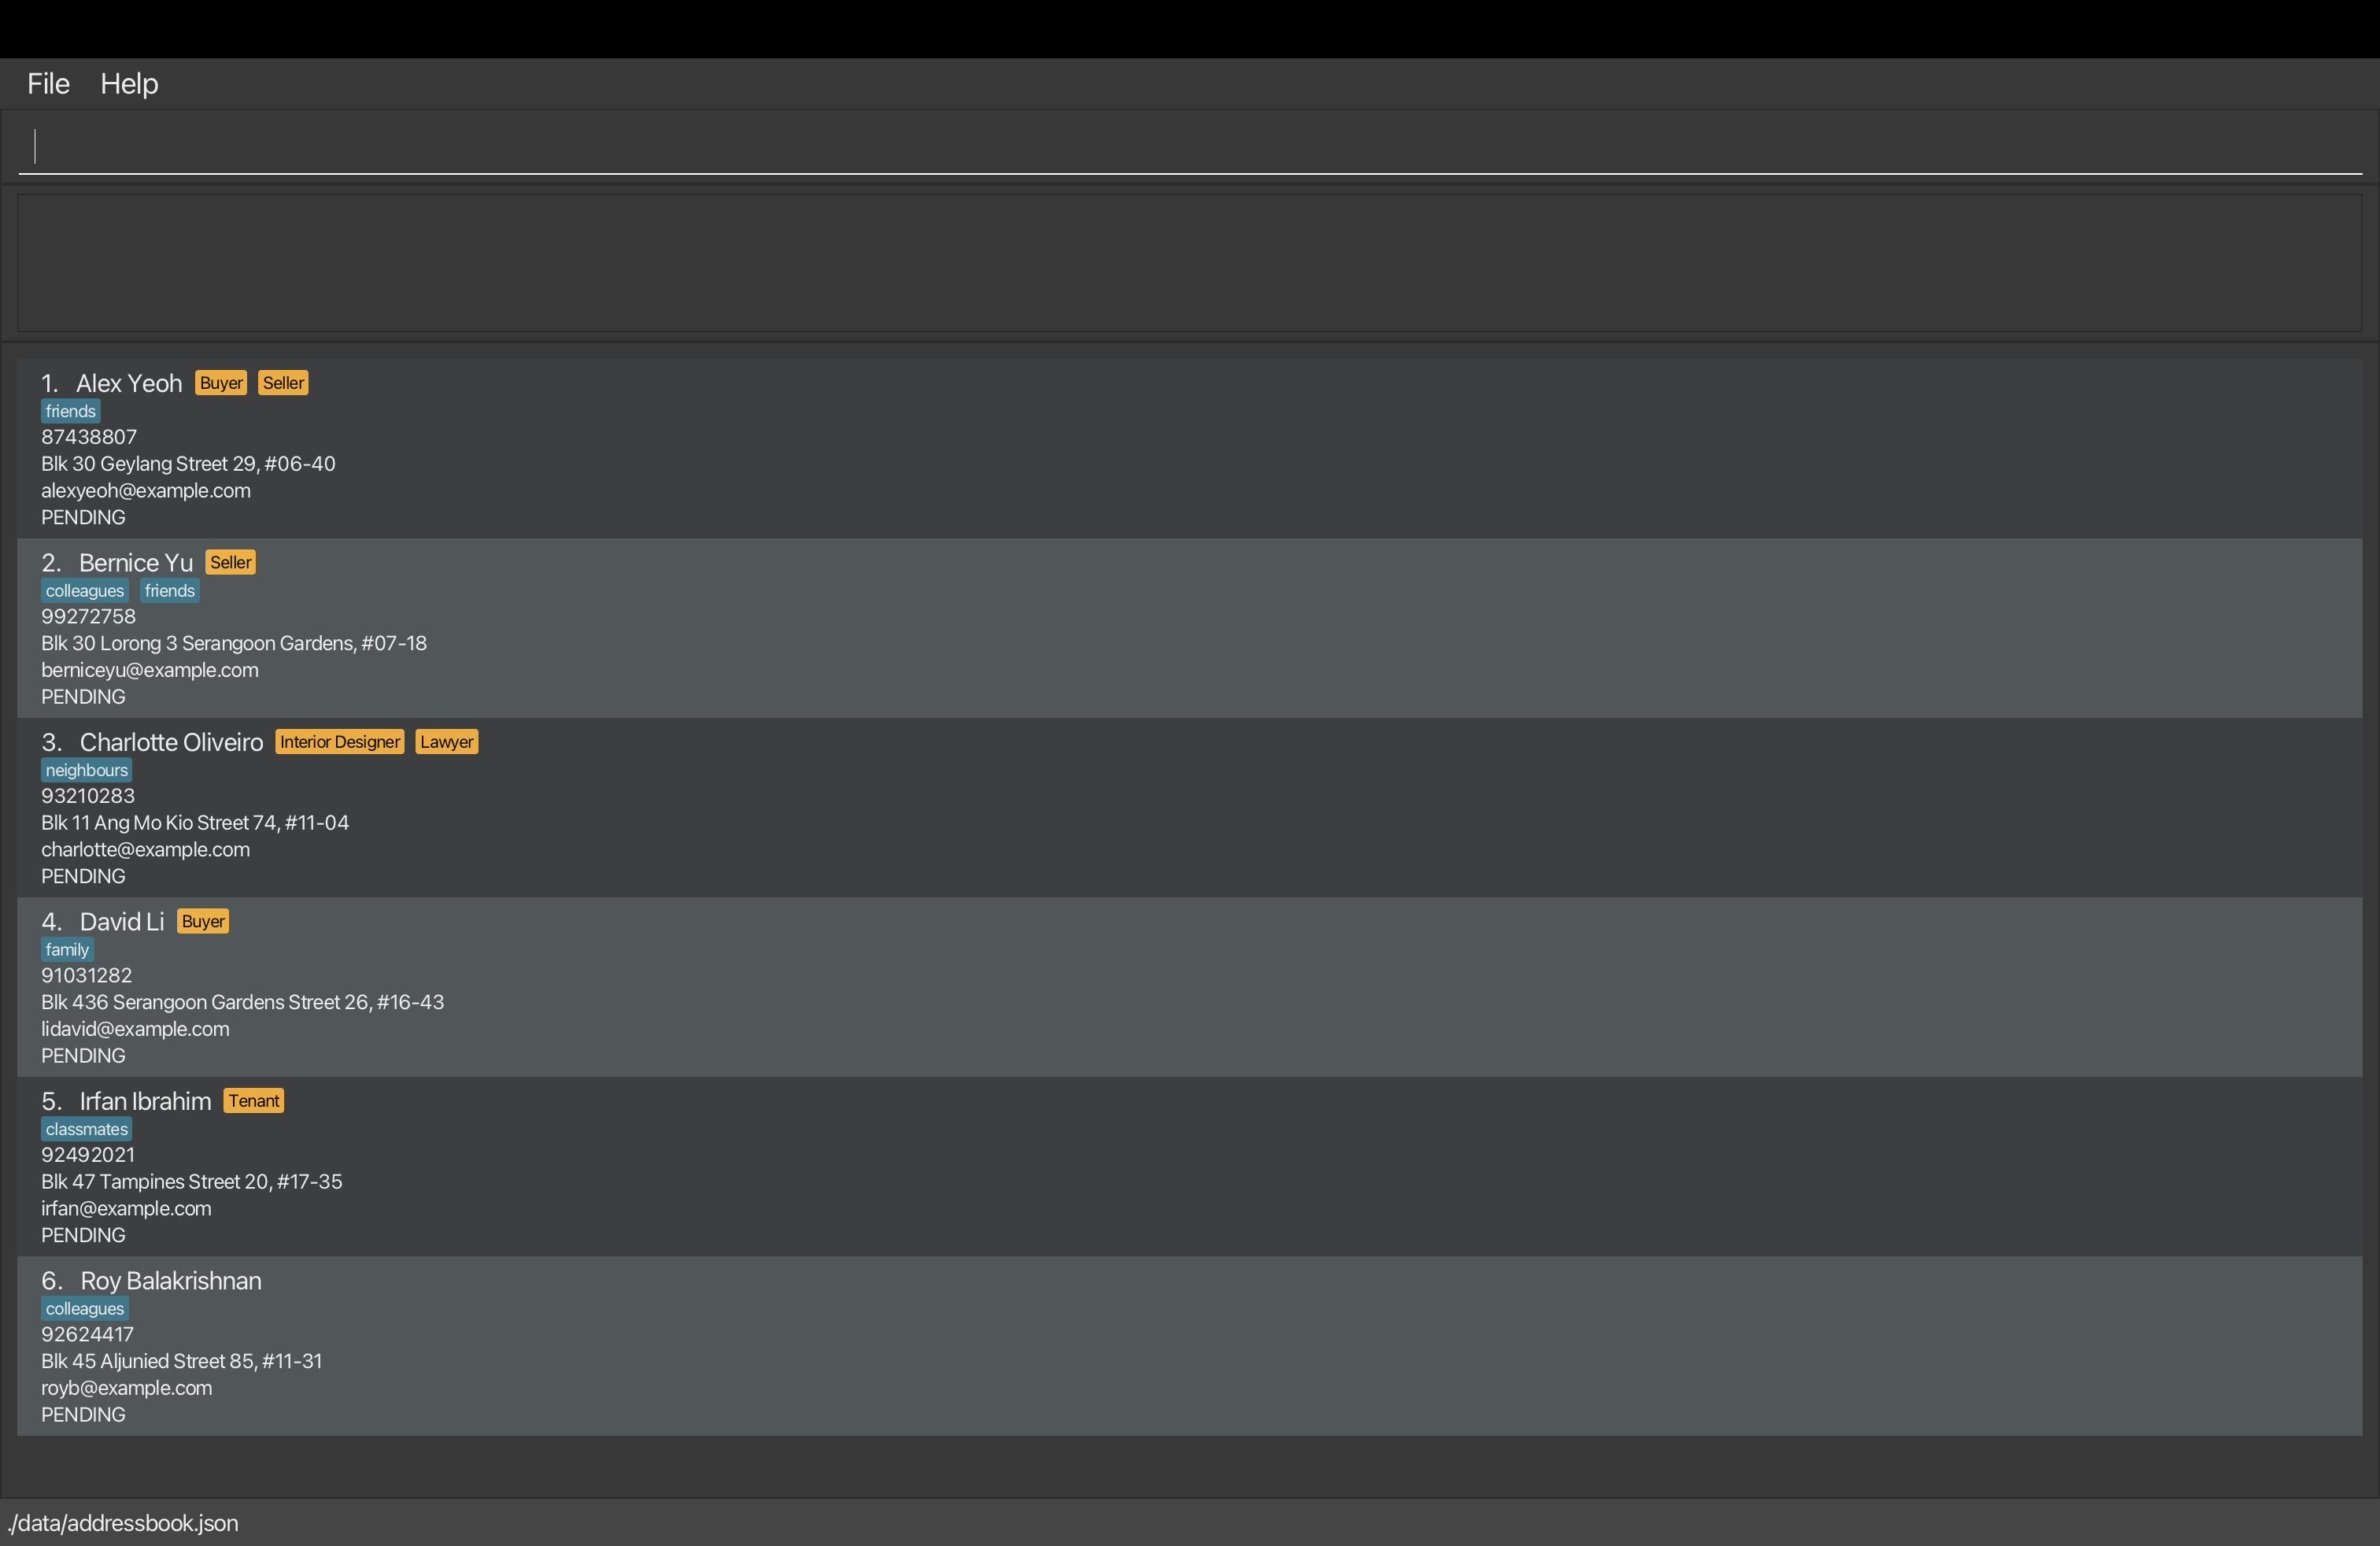 File Help
1. Alex Yeoh Buyer Seller
friends
87438807
Blk 30 Geylang Street 29, #06-40
alexyeoh@example.com
PENDING
2. Bernice Yu Seller
colleagues friends
99272758
Blk 30 Lorong 3 Serangoon Gardens, #07-18
berniceyu@example.com
PENDING
3. Charlotte Oliveiro Interior Designer Lawyer
neighbours
93210283
Blk 11 Ang Mo Kio Street 74, #11-04
charlotte@example.com
PENDING
4. David Li Buyer
family
91031282
Blk 436 Serangoon Gardens Street 26, #16-43
lidavid@example.com
PENDING
5. Irfan Ibrahim Tenant
classmates
92492021
Blk 47 Tampines Street 20, #17-35
irfan@example.com
PENDING
6. Roy Balakrishnan
colleagues
92624417
Blk 45 Aljunied Street 85, #11-31
royb@example.com
PENDING
./data/addressbook.json